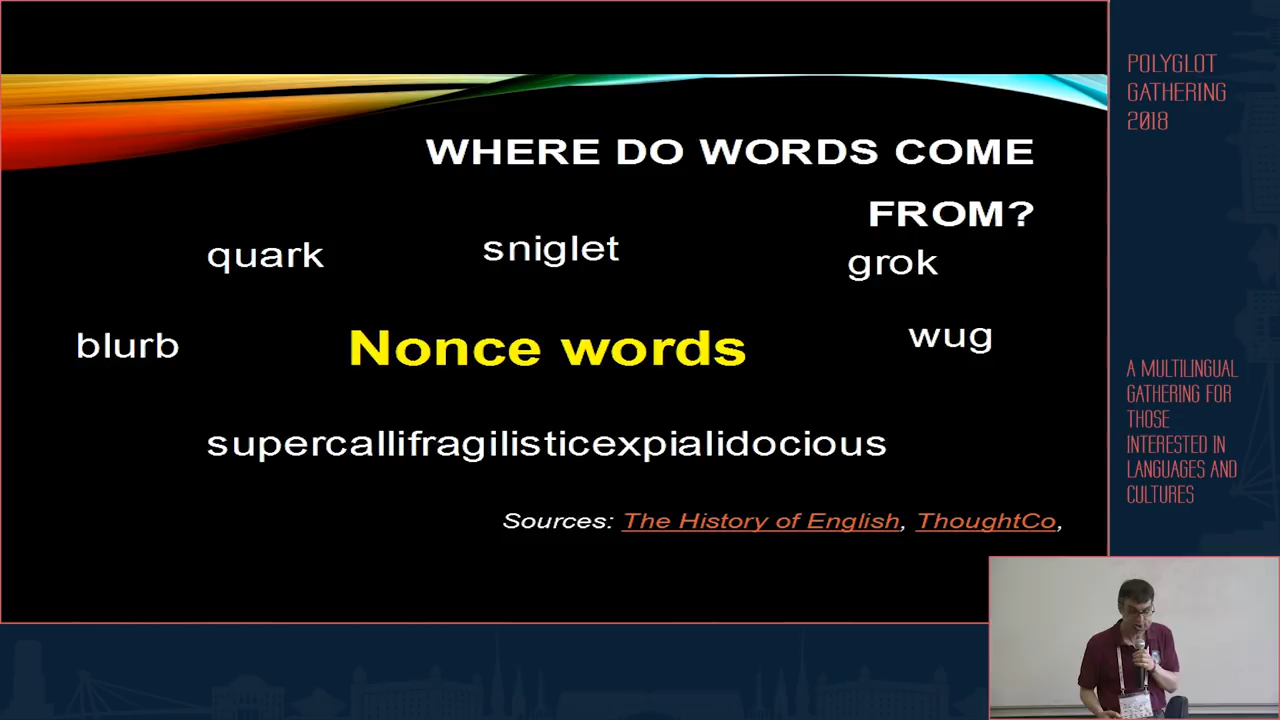 WHERE DO WORDS COME
FROM?
quark
sniglet
grok
blurb
Nonce words
wug
supercallifragilisticexpialidocious
Sources: The History of English, ThoughtCo,
POLYGLOT
GATHERING
2018
A MULTILINGUAL
GATHERING FOR
THOSE
INTERESTED IN
LANGUAGES AND
CULTURES